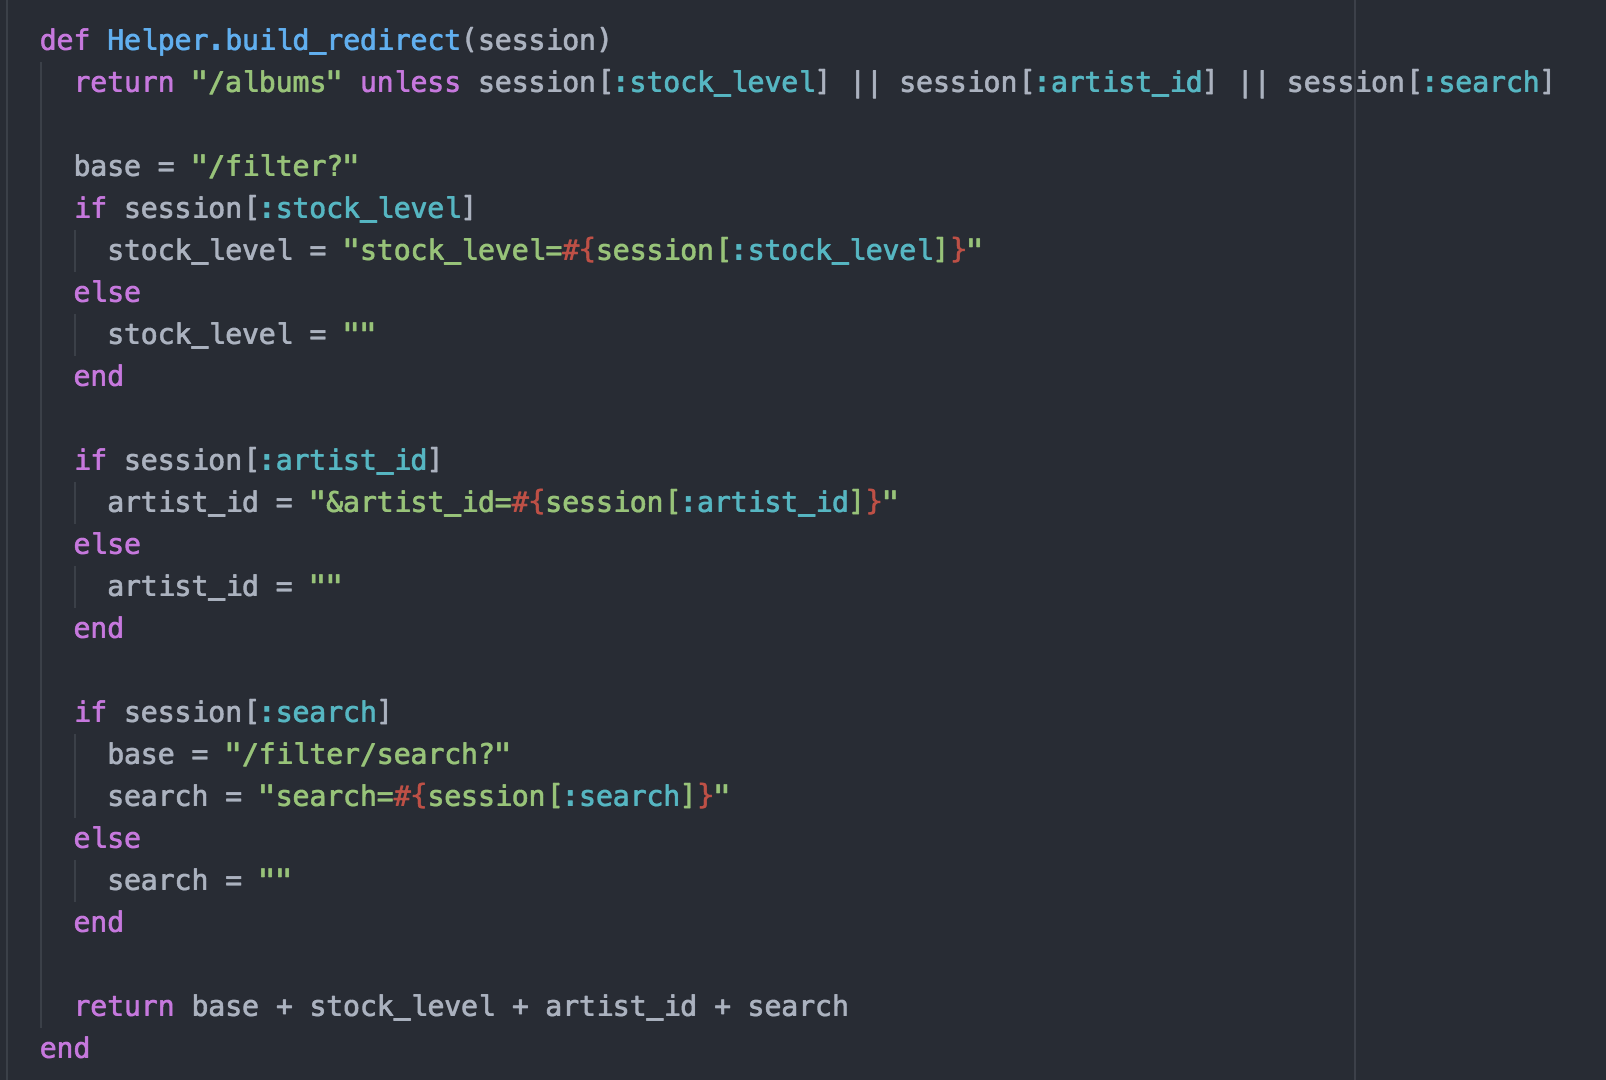 def Helper.build_redirect(session)
  return "/albums" unless session[:stock_level] || session[:artist_id] || session[:search]

  base = "/filter?"
  if session[:stock_level]
    stock_level = "stock_level=#{session[:stock_level]}"
  else
    stock_level = ""
  end

  if session[:artist_id]
    artist_id = "&artist_id=#{session[:artist_id]}"
  else
    artist_id = ""
  end

  if session[:search]
    base = "/filter/search?"
    search = "search=#{session[:search]}"
  else
    search = ""
  end

  return base + stock_level + artist_id + search
end